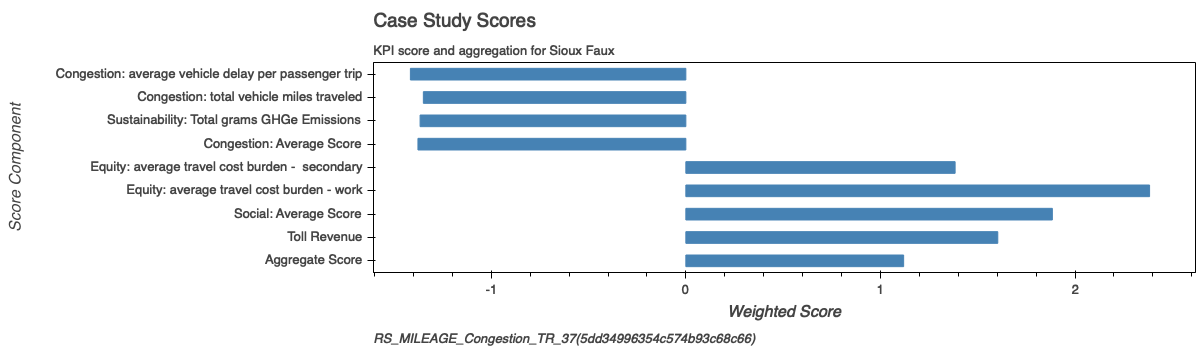 Case Study Scores
KPI score and aggregation for Sioux Faux
Score Component
Congestion: average vehicle delay per passenger trip
Congestion: total vehicle miles traveled
Sustainability: Total grams GHGe Emissions
Congestion: Average Score
Equity: average travel cost burden -  secondary
Equity: average travel cost burden - work
Social: Average Score
Toll Revenue
Aggregate Score
-1 0 1 2
Weighted Score
RS_MILEAGE_Congestion_TR_37(5dd34996354c574b93c68c66)